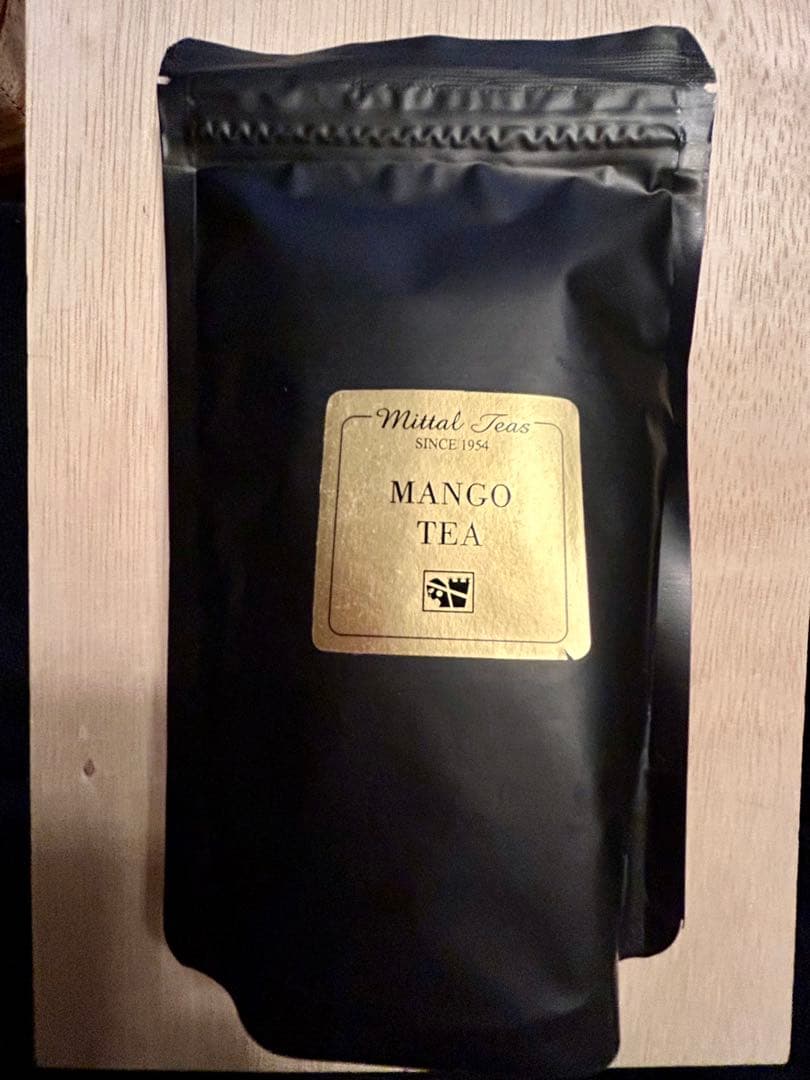 Mittal Teas
SINCE 1954
MANGO
TEA